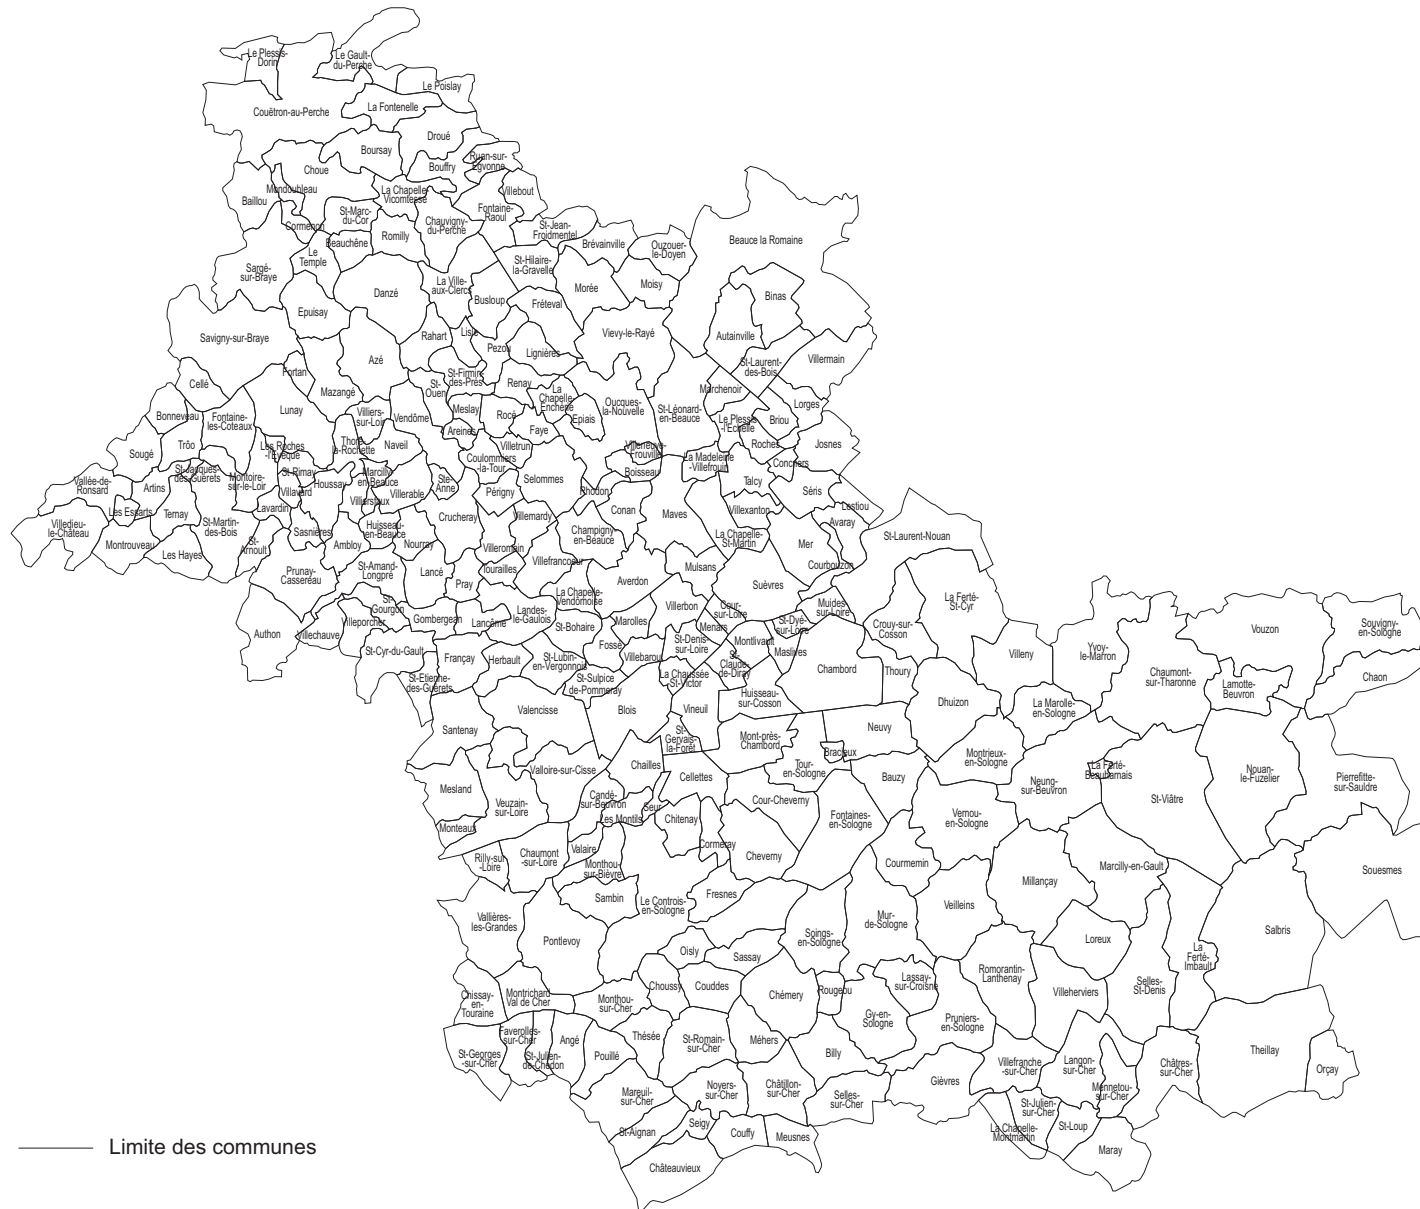 Le Plessis-
Dorin
Le Gault-
du-Perche
Le Poislay
Couëtron-au-Perche
La Fontenelle
Droué
Boursay
Bouffry
Ruan-sur-
Egvonne
Choue
Mondoubleau
Baillou
La Chapelle-
Vicomtesse
Villebout
St-Marc-
du-Cor
Fontaine-
Raoul
Chauvigny-
du-Perche
Cormenon
Beauchêne
Romilly
St-Jean-
Froidmentel
Brévainville
Ouzouer-
le-Doyen
Beauce la Romaine
Le
Temple
Sargé-
sur-Braye
St-Hilaire-
la-Gravelle
La Ville-
aux-Clercs
Danzé
Busloup
Morée
Moisy
Binas
Fréteval
Epuisay
Savigny-sur-Braye
Rahart
Lisle
Vievy-le-Rayé
Autainville
Pezou
Lignières
Azé
St-Laurent-
des-Bois
Villermain
Fortan
Cellé
St-Firmin-
des-Prés
Renay
Mazangé
St-
Ouen
La
Chapelle-
Enchérie
Marchenoir
Bonneveau
Fontaine-
les-Coteaux
Lunay
Villiers-
sur-Loir
Vendôme
Meslay
Rocé
Epiais
Oucques-
la-Nouvelle
St-Léonard-
en-Beauce
Lorges
Le Plessis-
l'Echelle
Briou
Areines
Faye
Trôo
Les Roches
-l'Evêque
Thoré-
la-Rochette
Naveil
Villetrun
Villeneuve-
Frouville
Roches
Josnes
Sougé
Coulommiers
-la-Tour
La Madeleine
-Villefrouin
Concriers
St-Jacques-
des-Guérets
Montoire-
sur-le-Loir
St-Rimay
Marcilly-
en-Beauce
Boisseau
Selommes
Ste-
Anne
Houssay
Talcy
Vallée-de-
Ronsard
Artins
Villavard
Villerable
Périgny
Rhodon
Séris
Villiersfaux
Les Essarts
Ternay
Lavardin
Crucheray
Villemardy
Conan
Maves
Villexanton
Lestiou
Villedieu-
le-Château
St-Martin-
des-Bois
Sasnières
Huisseau-
en-Beauce
Champigny-
en-Beauce
Avaray
La Chapelle-
St-Martin
St-Laurent-Nouan
Montrouveau
Les Hayes
St-
Arnoult
Ambloy
Nourray
Villeromain
Mer
Villefrancoeur
Courbouzon
Prunay-
Cassereau
St-Amand-
Longpré
Lancé
Tourailles
Mulsans
Pray
Averdon
Suèvres
La Chapelle-
Vendômoise
St-
Gourgon
Villerbon
Cour-
sur-Loire
Muides-
sur-Loire
La Ferté-
St-Cyr
Villeporcher
Gombergean
Lancôme
Landes-
le-Gaulois
Marolles
St-Bohaire
Menars
St-Dyé-
sur-Loire
Crouy-sur-
Cosson
Authon
Villechauve
Fossé
St-Denis-
sur-Loire
Montlivault
Maslives
Vouzon
Souvigny-
en-Sologne
St-Cyr-du-Gault
Françay
Herbault
St-Lubin-
en-Vergonnois
Villebarou
St-
Claude-
de-Diray
Chambord
Thoury
Villeny
Yvoy-
le-Marron
St-Etienne-
des-Guérets
St-Sulpice
de-Pommeray
La Chaussée
St-Victor
Chaumont-
sur-Tharonne
Chaon
Lamotte-
Beuvron
Valencisse
Blois
Vineuil
Huisseau-
sur-Cosson
Dhuizon
La Marolle-
en-Sologne
Santenay
St-
Gervais-
la-Forêt
Mont-près-
Chambord
Neuvy
Bracieux
Montrieux-
en-Sologne
Valloire-sur-Cisse
Chailles
Cellettes
Tour-
en-Sologne
Bauzy
La Ferté-
Beauharnais
Nouan-
le-Fuzelier
Pierrefitte-
sur-Sauldre
Mesland
Veuzain-
sur-Loire
Candé-
sur-Beuvron
Seur
Cour-Cheverny
Neung-
sur-Beuvron
St-Viâtre
Monteaux
Les Montils
Chitenay
Fontaines-
en-Sologne
Vernou-
en-Sologne
Rilly-sur
-Loire
Chaumont
-sur-Loire
Valaire
Cormeray
Cheverny
Monthou-
sur-Bièvre
Courmemin
Marcilly-en-Gault
Souesmes
Millançay
Sambin
Fresnes
Le Controis-
en-Sologne
Veilleins
Vallières-
les-Grandes
Mur-
de-Sologne
Salbris
Pontlevoy
Soings-
en-Sologne
Loreux
Oisly
Sassay
La
Ferté-
Imbault
Romorantin-
Lanthenay
Selles-
St-Denis
Chissay-
en-
Touraine
Montrichard
Val de Cher
Monthou-
sur-Cher
Choussy
Couddes
Chémery
Rougeou
Lassay-
sur-Croisne
Villeherviers
Gy-en-
Sologne
Pruniers-
en-Sologne
Faverolles-
sur-Cher
Angé
Thésée
St-Romain-
sur-Cher
Méhers
St-Georges
-sur-Cher
St-Julien-
de-Chédon
Pouillé
Billy
Theillay
Villefranche
-sur-Cher
Langon-
sur-Cher
Châtres-
sur-Cher
Orçay
Mareuil-
sur-Cher
Noyers-
sur-Cher
Châtillon-
sur-Cher
Selles-
sur-Cher
Gièvres
Mennetou-
sur-Cher
St-Julien-
sur-Cher
St-Aignan
Seigy
Couffy
Meusnes
La Chapelle-
Montmartin
St-Loup
Maray
Châteauvieux
Limite des communes